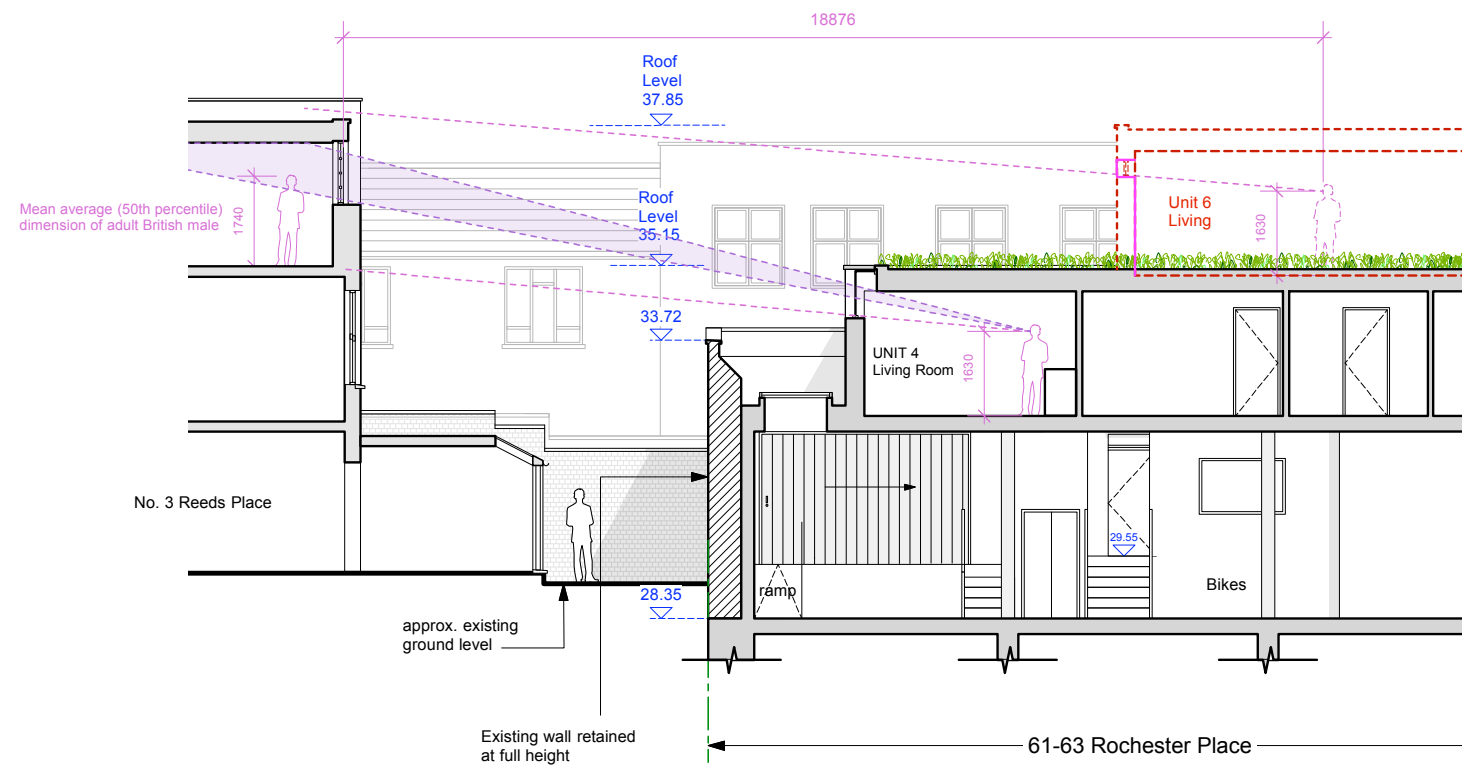 18876
Roof
Level
37.85
Mean average (50th percentile)
dimension of adult British male
1740
Roof
Level
35.15
Unit 6
Living
1630
33.72
UNIT 4
Living Room
1630
No. 3 Reeds Place
29.55
Bikes
ramp
28.35
approx. existing
ground level
Existing wall retained
at full height
61-63 Rochester Place